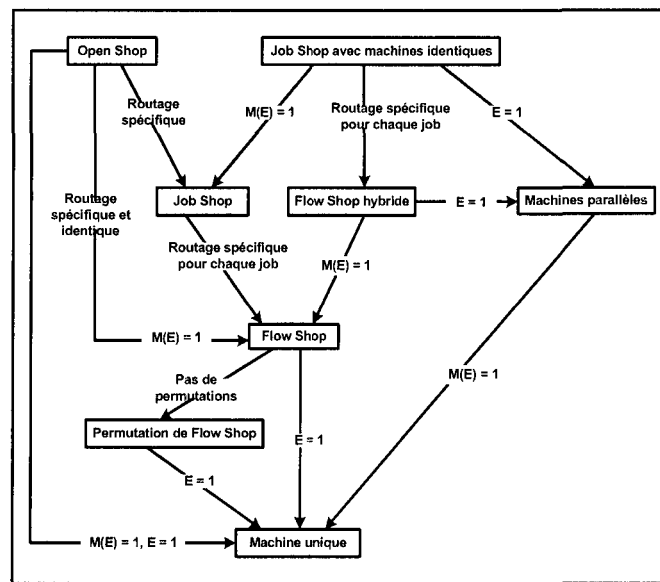 Open Shop
Job Shop avec machines identiques
Routage
spécifique
M(E) = 1
Routage spécifique
pour chaque job
E = 1
Routage
spécifique et
identique
Job Shop
Flow Shop hybride
E = 1
Machines parallèles
Routage spécifique
pour chaque job
M(E) = 1
M(E) = 1
Flow Shop
M(E) = 1
Pas de
permutations
Permutation de Flow Shop
E = 1
E = 1
M(E) = 1, E = 1
Machine unique